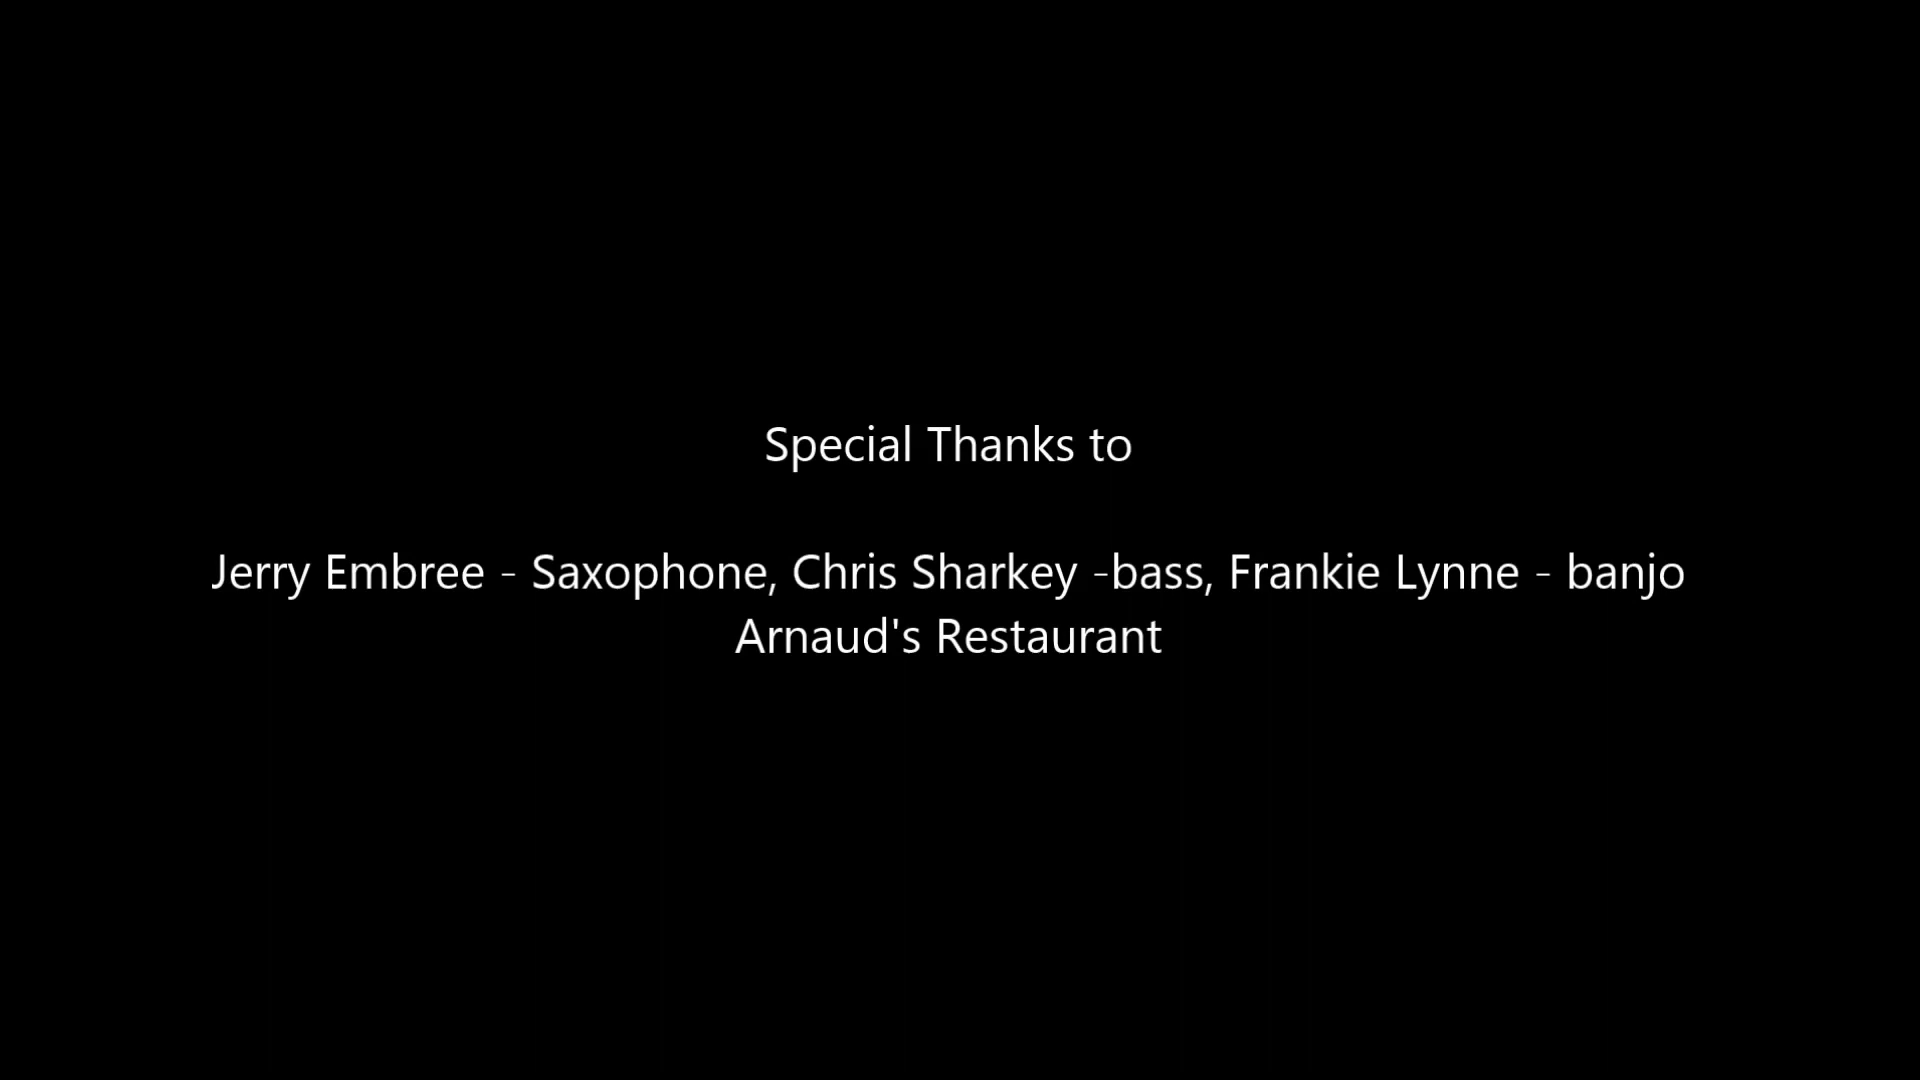 Special Thanks to
Jerry Embree - Saxophone, Chris Sharkey -bass, Frankie Lynne - banjo
Arnaud's Restaurant